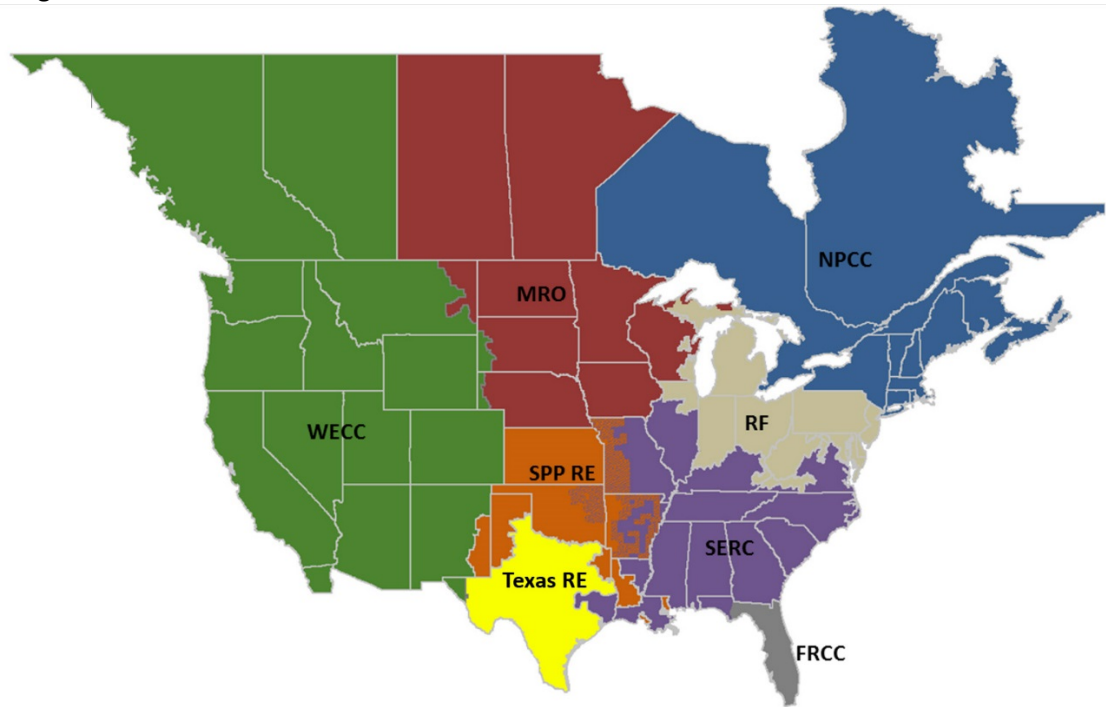 NPCC
MRO
WECC
RF
SPP RE
SERC
Texas RE
FRCC